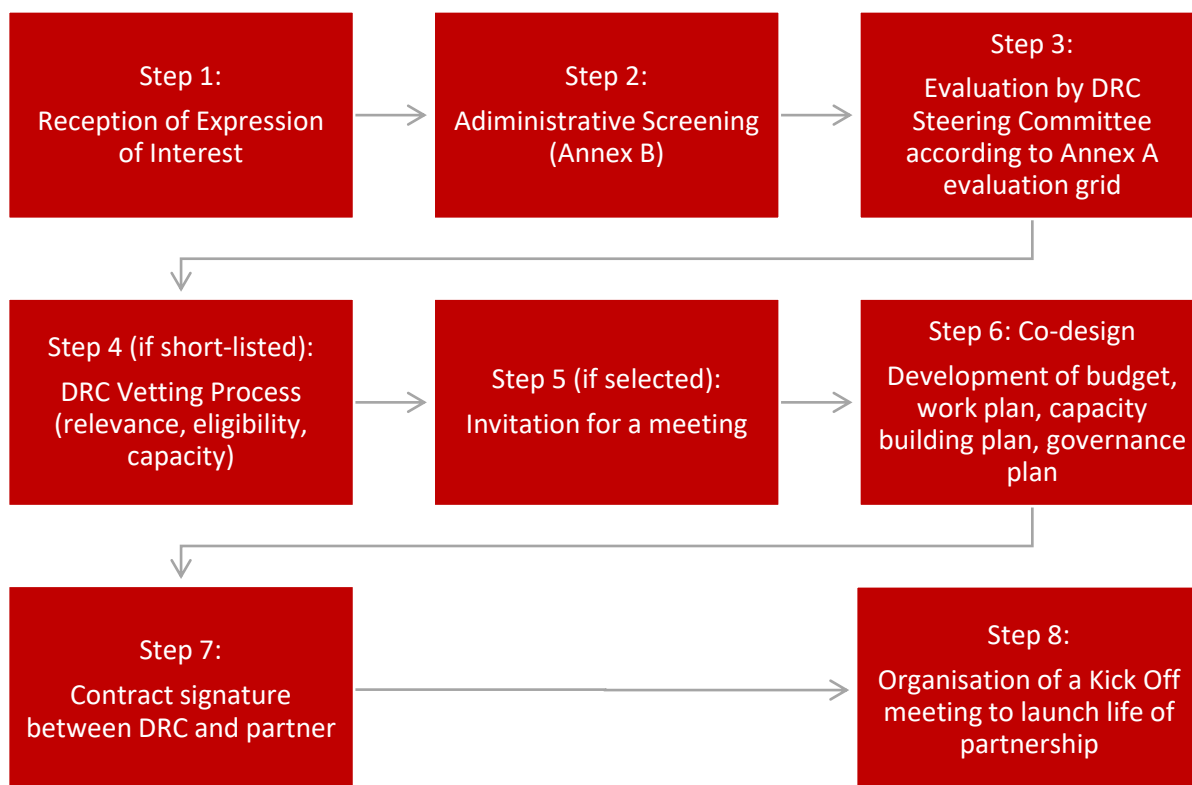 Step 1:
Reception of Expression
of Interest
Step 2:
Adiministrative Screening
(Annex B)
Step 3:
Evaluation by DRC
Steering Committee
according to Annex A
evaluation grid
Step 4 (if short-listed):
DRC Vetting Process
(relevance, eligibility,
capacity)
Step 5 (if selected):
Invitation for a meeting
Step 6: Co-design
Development of budget,
work plan, capacity
building plan, governance
plan
Step 7:
Contract signature
between DRC and partner
Step 8:
Organisation of a Kick Off
meeting to launch life of
partnership